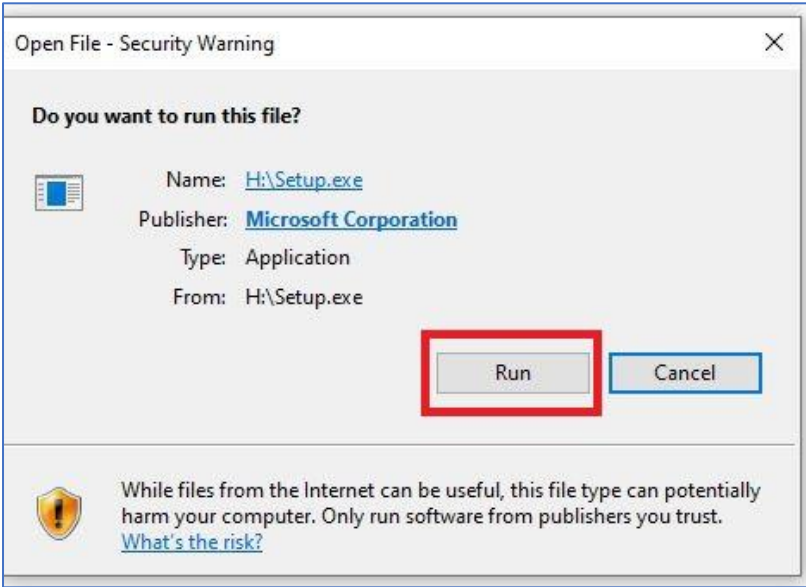 Open File - Security Warning
Do you want to run this file?
Name: H:\Setup.exe
Publisher: Microsoft Corporation
Type: Application
From: H:\Setup.exe
Run Cancel
While files from the Internet can be useful, this file type can potentially
harm your computer. Only run software from publishers you trust.
What's the risk?